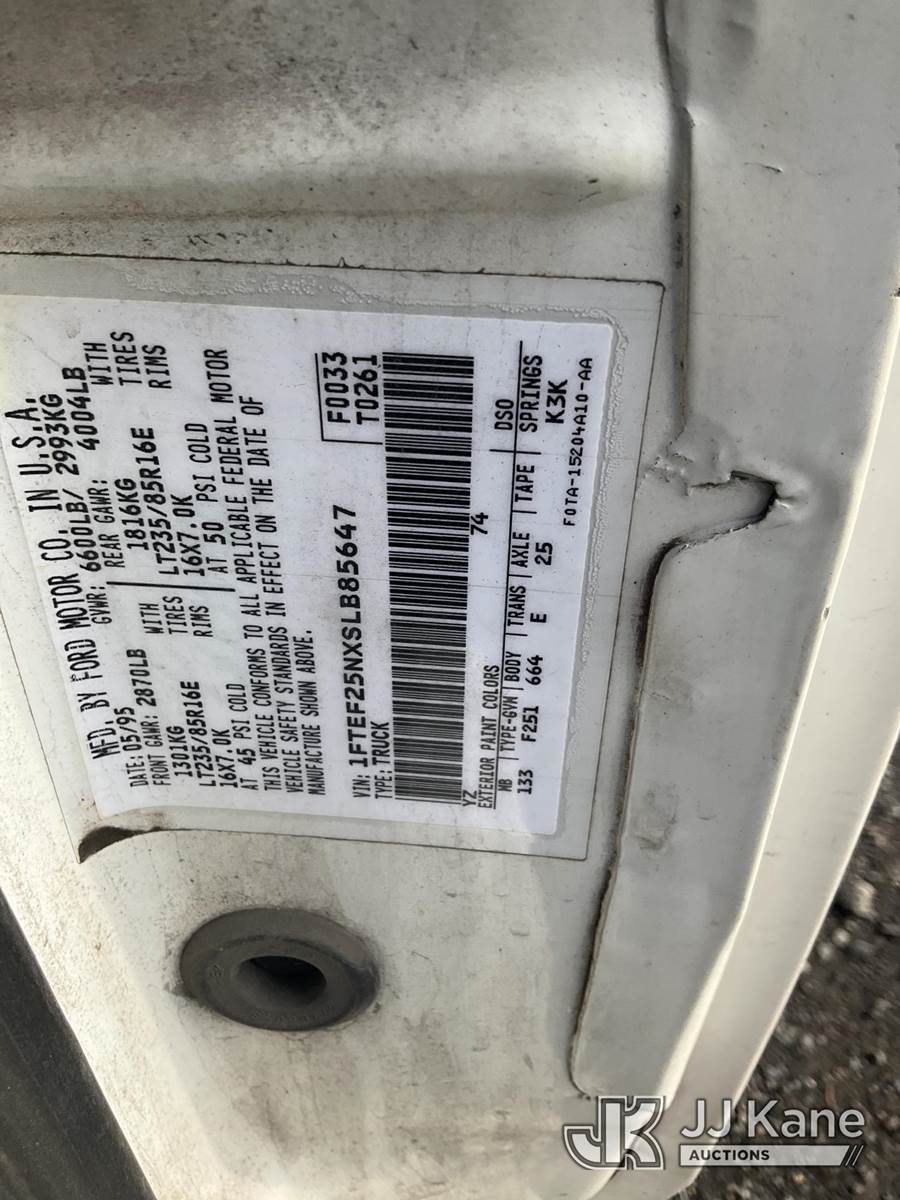 MFD. BY FORD MOTOR CO. IN U.S.A.
DATE: 05/95 GVWR: 6600LB/ 2993KG
FRONT GAWR: 2870LB REAR GAWR: 4004LB
1301KG WITH 1816KG WITH
LT235/85R16E TIRES LT235/85R16E TIRES
16X7.0K RIMS 16X7.0K RIMS
AT 45 PSI COLD AT 50 PSI COLD
THIS VEHICLE CONFORMS TO ALL APPLICABLE FEDERAL MOTOR
VEHICLE SAFETY STANDARDS IN EFFECT ON THE DATE OF
MANUFACTURE SHOWN ABOVE.
F0033
VIN: 1FTEF25NXSLB85647 T0261
TYPE: TRUCK
YZ 74
EXTERIOR PAINT COLORS DSO
WB TYPE-GVW BODY TRANS AXLE TAPE SPRINGS
133 F251 664 E 25 K3K
F0TA-15204A10-AA
JK JJ Kane
AUCTIONS